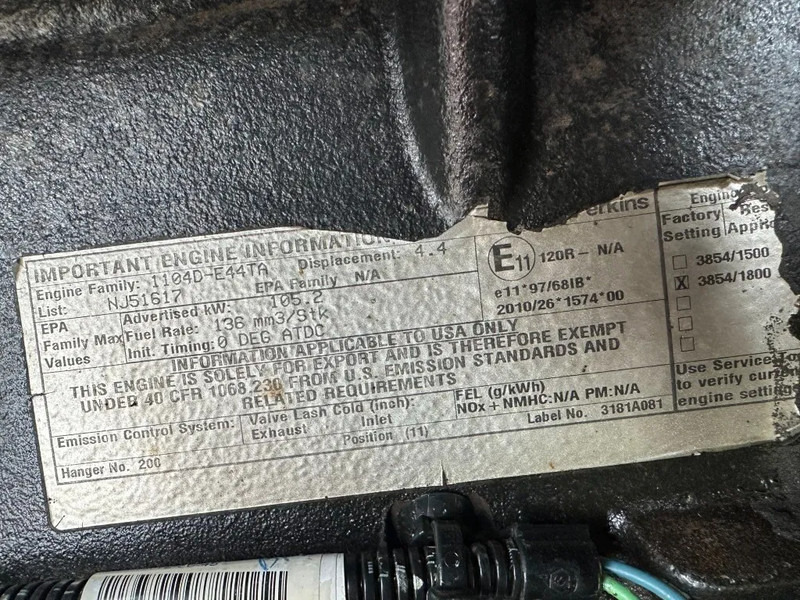 IMPORTANT ENGINE INFORMATION
Engine Family: 1104D-E44TA Displacement: 4.4
List: NJ51617 EPA Family N/A
EPA Family Max Values
Advertised kW: 105.2
Fuel Rate: 136 mm3/Stk
Init. Timing: 0 DEG ATDC
INFORMATION APPLICABLE TO USA ONLY
THIS ENGINE IS SOLELY FOR EXPORT AND IS THEREFORE EXEMPT
UNDER 40 CFR 1068.230 FROM U.S. EMISSION STANDARDS AND
RELATED REQUIREMENTS
Emission Control System:
Valve Lash Cold (inch):
Exhaust Inlet
FEL (g/kWh)
NOx + NMHC:N/A PM:N/A
Hanger No. 200
Position (11)
Label No. 3181A081
E11 120R- N/A
e11*97/68IB*
2010/26*1574*00
Factory
Setting
3854/1500
X 3854/1800
Use Service
to verify
engine